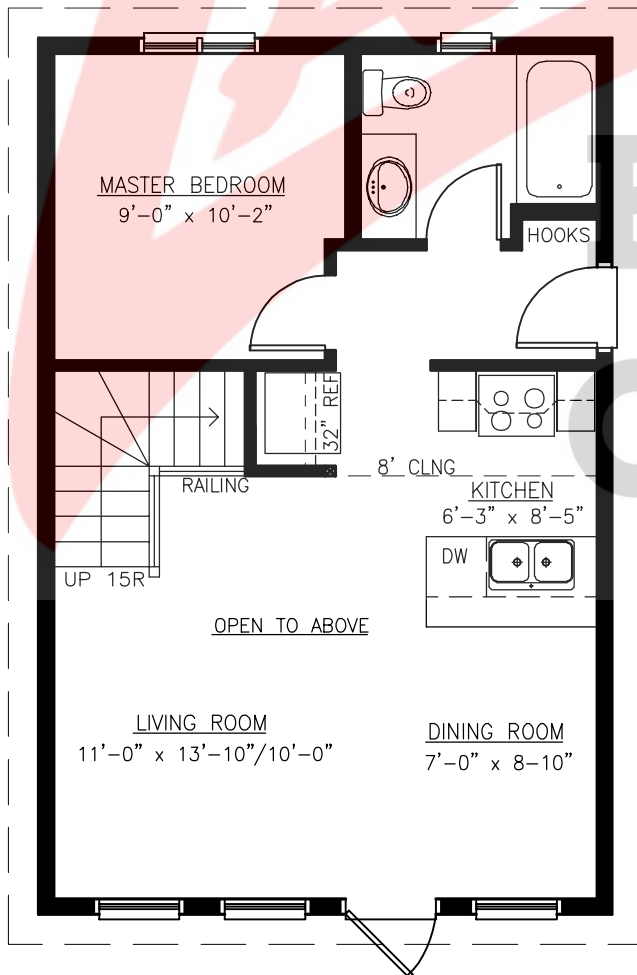 MASTER BEDROOM
9'-0" x 10'-2"
HOOKS
32" REF
8' CLNG
RAILING
KITCHEN
6'-3" x 8'-5"
DW
UP 15R
OPEN TO ABOVE
LIVING ROOM
11'-0" x 13'-10"/10'-0"
DINING ROOM
7'-0" x 8-10"